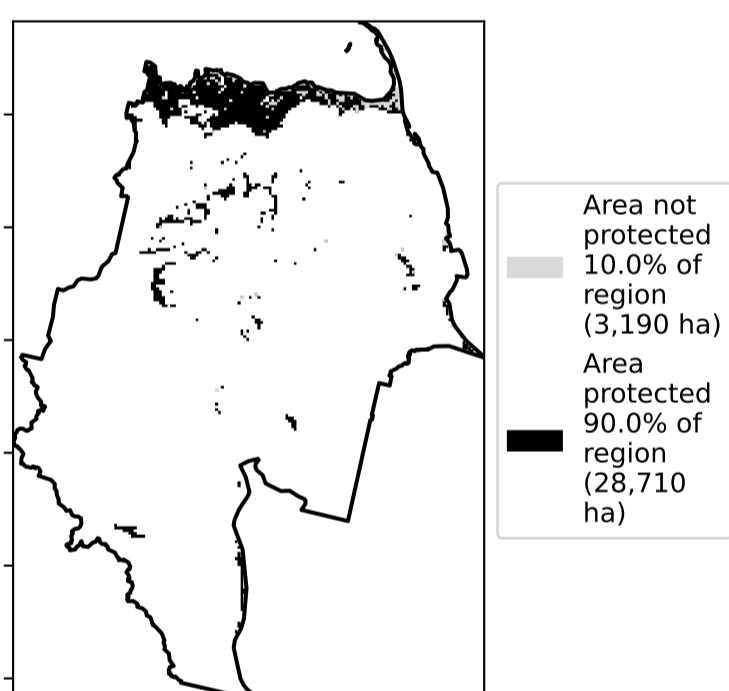 Area not
protected
10.0% of
region
(3,190 ha)
Area
protected
90.0% of
region
(28,710
ha)